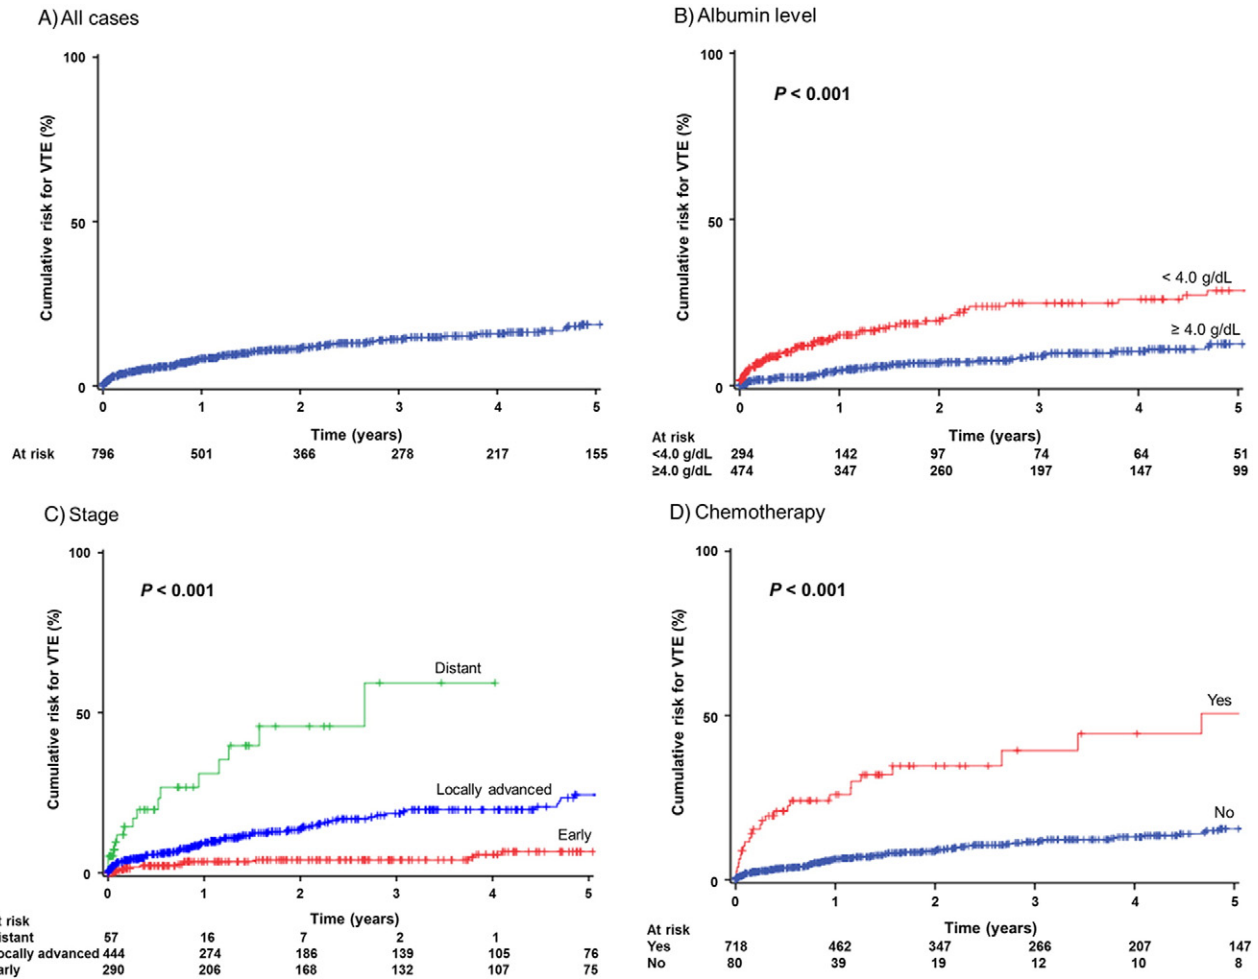 A) All cases
100
50
0
Cumulative risk for VTE (%)
0 1 2 3 4 5
Time (years)
At risk 796 501 366 278 217 155
B) Albumin level
100
50
0
Cumulative risk for VTE (%)
P < 0.001
< 4.0 g/dL
≥ 4.0 g/dL
0 1 2 3 4 5
Time (years)
At risk
<4.0 g/dL 294 142 97 74 64 51
≥4.0 g/dL 474 347 260 197 147 99
C) Stage
100
50
0
Cumulative risk for VTE (%)
P < 0.001
Distant
Locally advanced
Early
0 1 2 3 4 5
Time (years)
t risk
istant 57 16 7 2 1
ocally advanced 444 274 186 139 105 76
arly 290 206 168 132 107 75
D) Chemotherapy
100
50
0
Cumulative risk for VTE (%)
P < 0.001
Yes
No
0 1 2 3 4 5
Time (years)
At risk
Yes 718 462 347 266 207 147
No 80 39 19 12 10 8